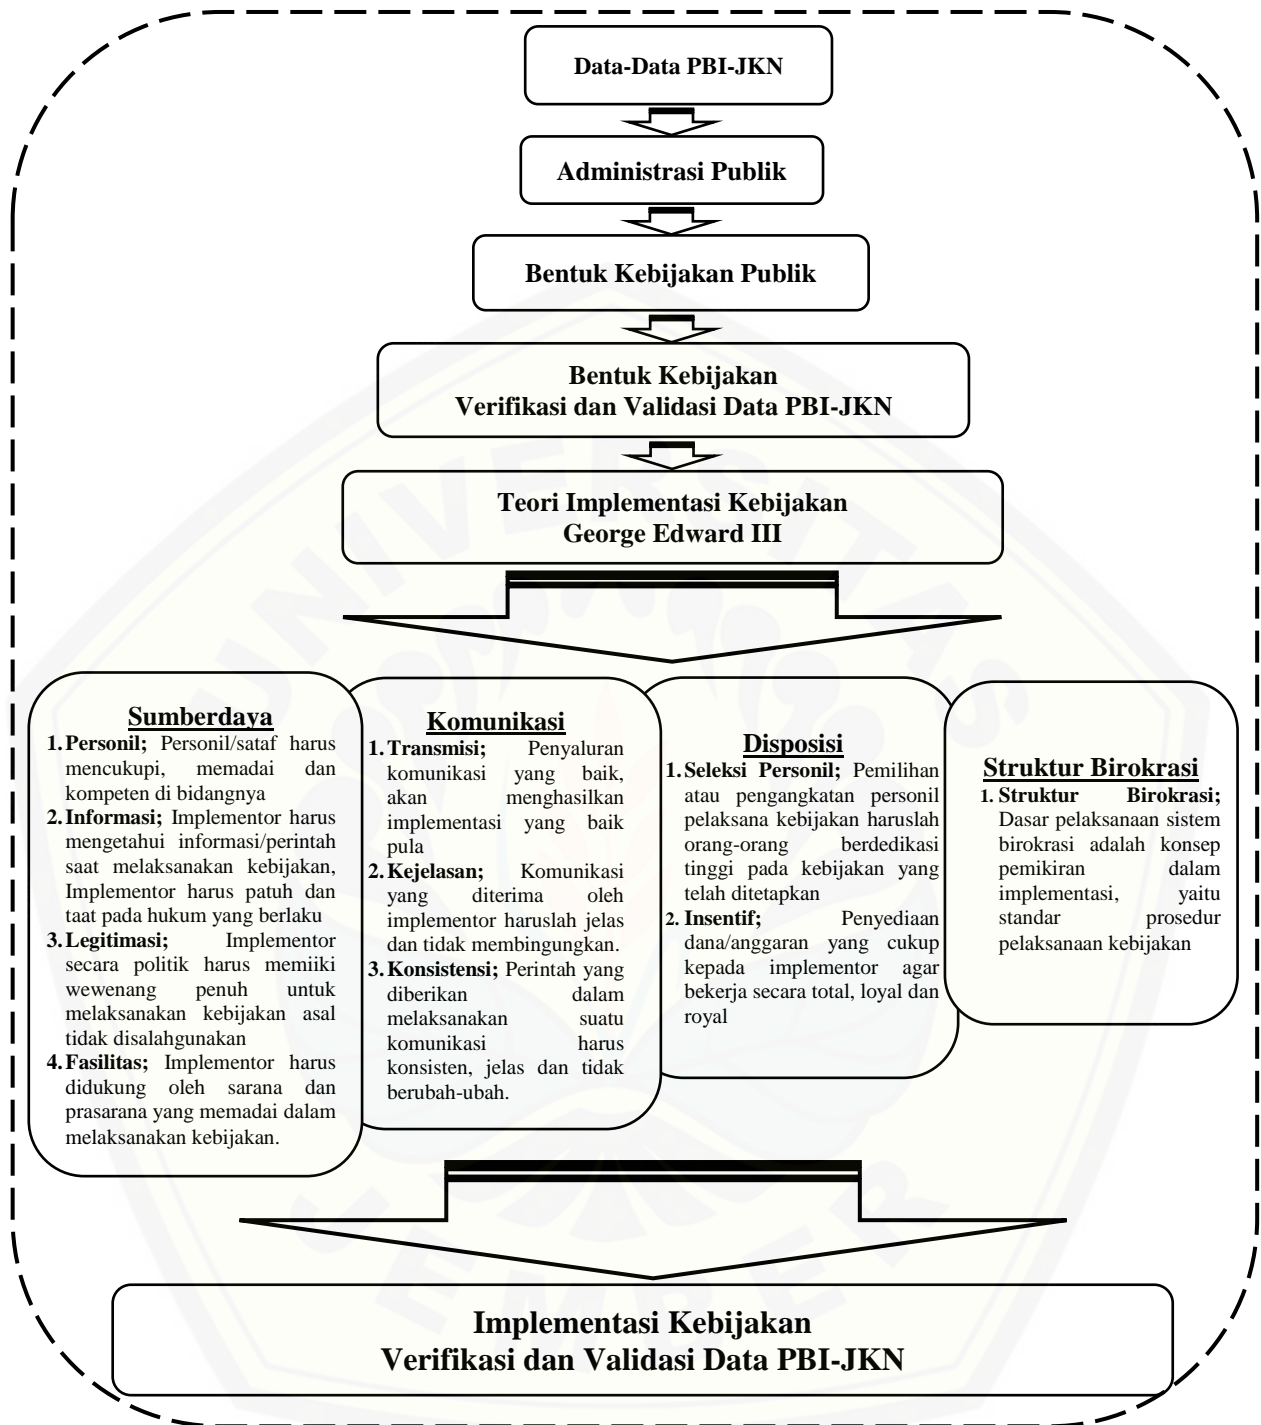 Data-Data PBI-JKN
Administrasi Publik
Bentuk Kebijakan Publik
Bentuk Kebijakan
Verifikasi dan Validasi Data PBI-JKN
Teori Implementasi Kebijakan
George Edward III
Sumberdaya
1. Personil; Personil/sataf harus
mencukupi, memadai dan
kompeten di bidangnya
2. Informasi; Implementor harus
mengetahui informasi/perintah
saat melaksanakan kebijakan,
Implementor harus patuh dan
taat pada hukum yang berlaku
3. Legitimasi; Implementor
secara politik harus memiiki
wewenang penuh untuk
melaksanakan kebijakan asal
tidak disalahgunakan
4. Fasilitas; Implementor harus
didukung oleh sarana dan
prasarana yang memadai dalam
melaksanakan kebijakan.
Komunikasi
1. Transmisi; Penyaluran
komunikasi yang baik,
akan menghasilkan
implementasi yang baik
pula
2. Kejelasan; Komunikasi
yang diterima oleh
implementor haruslah jelas
dan tidak membingungkan.
3. Konsistensi; Perintah yang
diberikan dalam
melaksanakan suatu
komunikasi harus
konsisten, jelas dan tidak
berubah-ubah.
Disposisi
1. Seleksi Personil; Pemilihan
atau pengangkatan personil
pelaksana kebijakan haruslah
orang-orang berdedikasi
tinggi pada kebijakan yang
telah ditetapkan
2. Insentif; Penyediaan
dana/anggaran yang cukup
kepada implementor agar
bekerja secara total, loyal dan
royal
Struktur Birokrasi
1. Struktur Birokrasi;
Dasar pelaksanaan sistem
birokrasi adalah konsep
pemikiran dalam
implementasi, yaitu
standar prosedur
pelaksanaan kebijakan
Implementasi Kebijakan
Verifikasi dan Validasi Data PBI-JKN
UNIVERSITAS
JEMBER